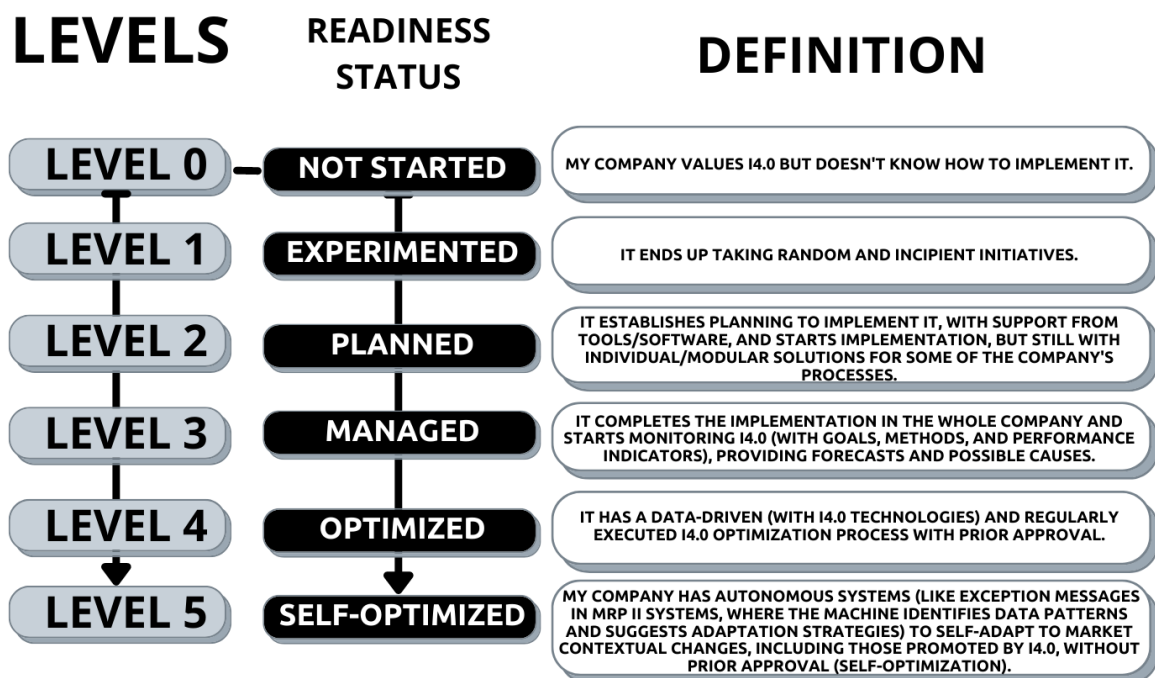 LEVELS
READINESS
STATUS
DEFINITION
LEVEL 0
NOT STARTED
MY COMPANY VALUES I4.0 BUT DOESN'T KNOW HOW TO IMPLEMENT IT.
LEVEL 1
EXPERIMENTED
IT ENDS UP TAKING RANDOM AND INCIPIENT INITIATIVES.
LEVEL 2
PLANNED
IT ESTABLISHES PLANNING TO IMPLEMENT IT, WITH SUPPORT FROM
TOOLS/SOFTWARE, AND STARTS IMPLEMENTATION, BUT STILL WITH
INDIVIDUAL/MODULAR SOLUTIONS FOR SOME OF THE COMPANY'S
PROCESSES.
LEVEL 3
MANAGED
IT COMPLETES THE IMPLEMENTATION IN THE WHOLE COMPANY AND
STARTS MONITORING I4.0 (WITH GOALS, METHODS, AND PERFORMANCE
INDICATORS), PROVIDING FORECASTS AND POSSIBLE CAUSES.
LEVEL 4
OPTIMIZED
IT HAS A DATA-DRIVEN (WITH I4.0 TECHNOLOGIES) AND REGULARLY
EXECUTED I4.0 OPTIMIZATION PROCESS WITH PRIOR APPROVAL.
LEVEL 5
SELF-OPTIMIZED
MY COMPANY HAS AUTONOMOUS SYSTEMS (LIKE EXCEPTION MESSAGES
IN MRP II SYSTEMS, WHERE THE MACHINE IDENTIFIES DATA PATTERNS
AND SUGGESTS ADAPTATION STRATEGIES) TO SELF-ADAPT TO MARKET
CONTEXTUAL CHANGES, INCLUDING THOSE PROMOTED BY I4.0, WITHOUT
PRIOR APPROVAL (SELF-OPTIMIZATION).